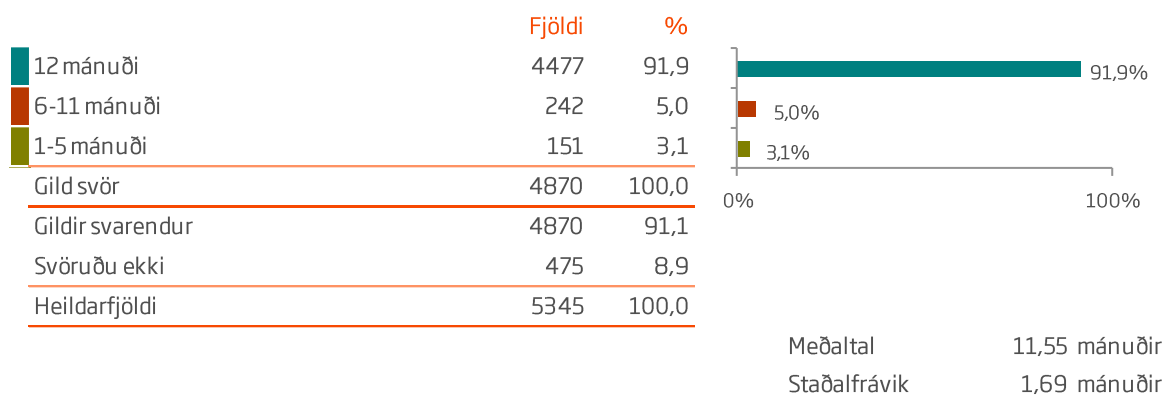 Fjöldi %
12 mánuði 4477 91,9
6-11 mánuði 242 5,0
1-5 mánuði 151 3,1
Gild svör 4870 100,0
Gildir svarendur 4870 91,1
Svöruðu ekki 475 8,9
Heildarfjöldi 5345 100,0
91,9%
5,0%
3,1%
0% 100%
Meðaltal 11,55 mánuðir
Staðalfrávik 1,69 mánuðir